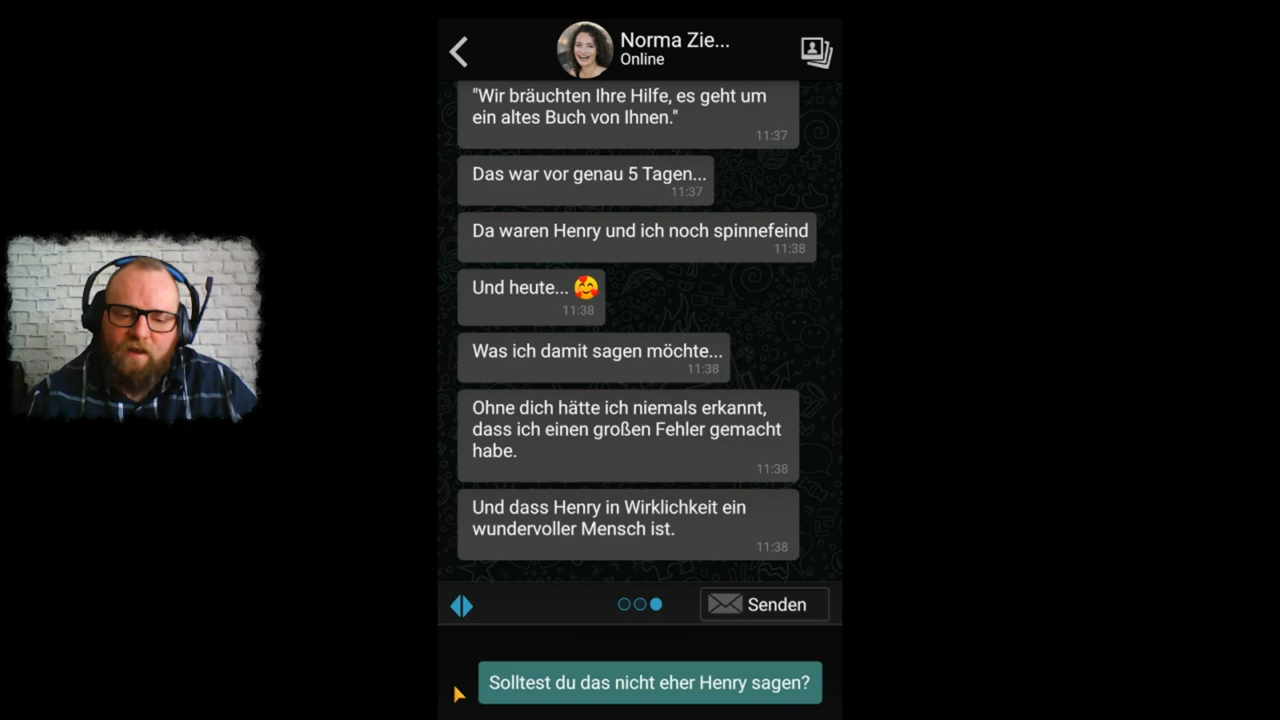 Norma Zie...
Online
"Wir bräuchten Ihre Hilfe, es geht um
ein altes Buch von Ihnen."
11:37
Das war vor genau 5 Tagen...
11:37
Da waren Henry und ich noch spinnefeind
11:38
Und heute... 🥰
11:38
Was ich damit sagen möchte...
11:38
Ohne dich hätte ich niemals erkannt,
dass ich einen großen Fehler gemacht
habe.
11:38
Und dass Henry in Wirklichkeit ein
wundervoller Mensch ist.
11:38
Senden
Solltest du das nicht eher Henry sagen?